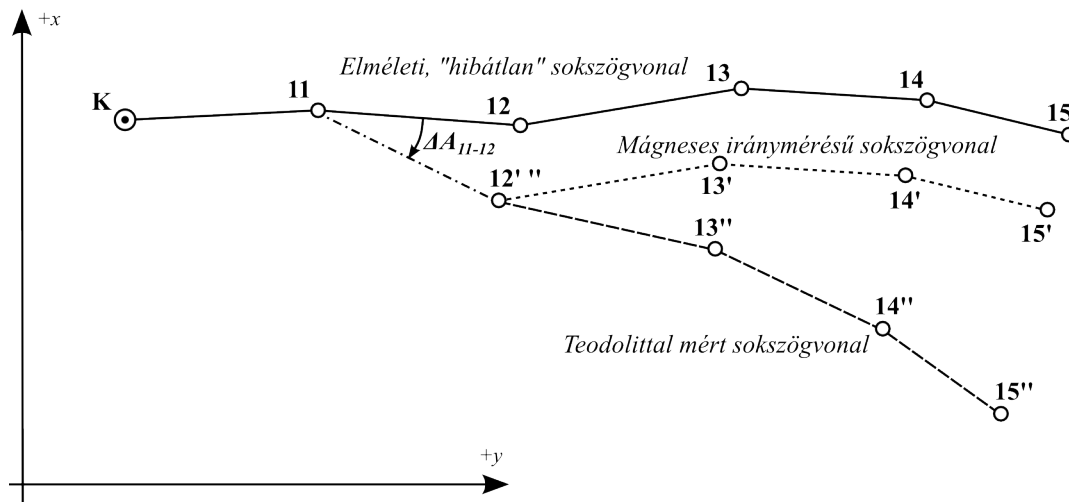 +x
Elméleti, "hibátlan" sokszögvonal
K
11
12
13
14
15
ΔA11-12
Mágneses iránymérésű sokszögvonal
12' "
13'
14'
15'
13"
14"
Teodolittal mért sokszögvonal
15"
+y